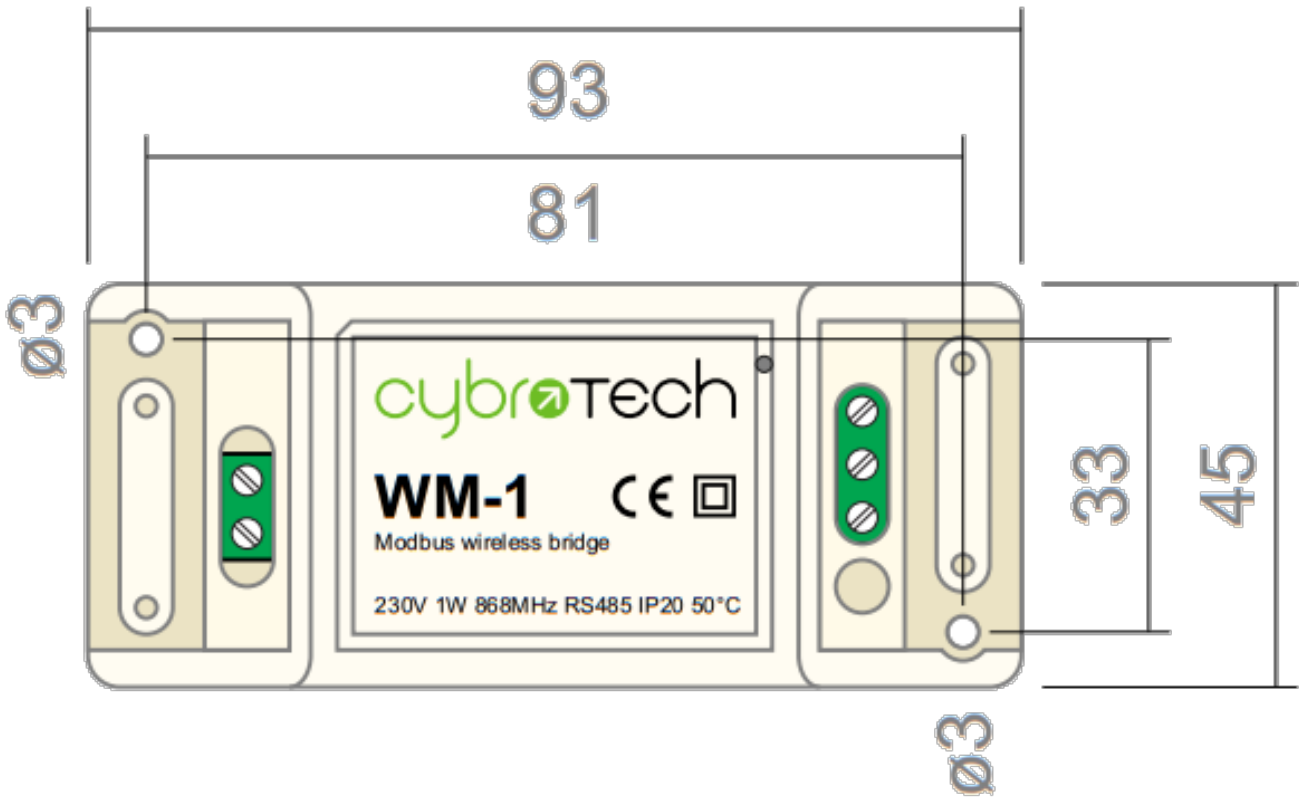 93
81
ø3
cybroTech
WM-1 CE
Modbus wireless bridge
230V 1W 868MHz RS485 IP20 50°C
33
45
ø3